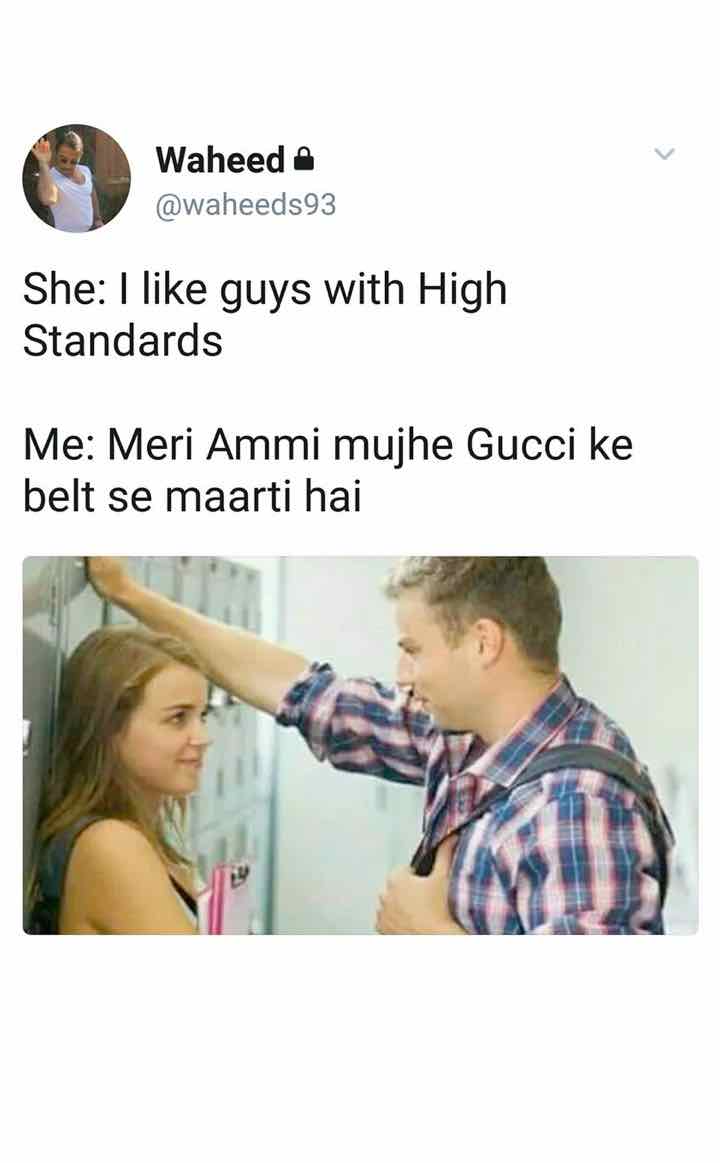 Waheed
@waheeds93
She: I like guys with High
Standards
Me: Meri Ammi mujhe Gucci ke
belt se maarti hai